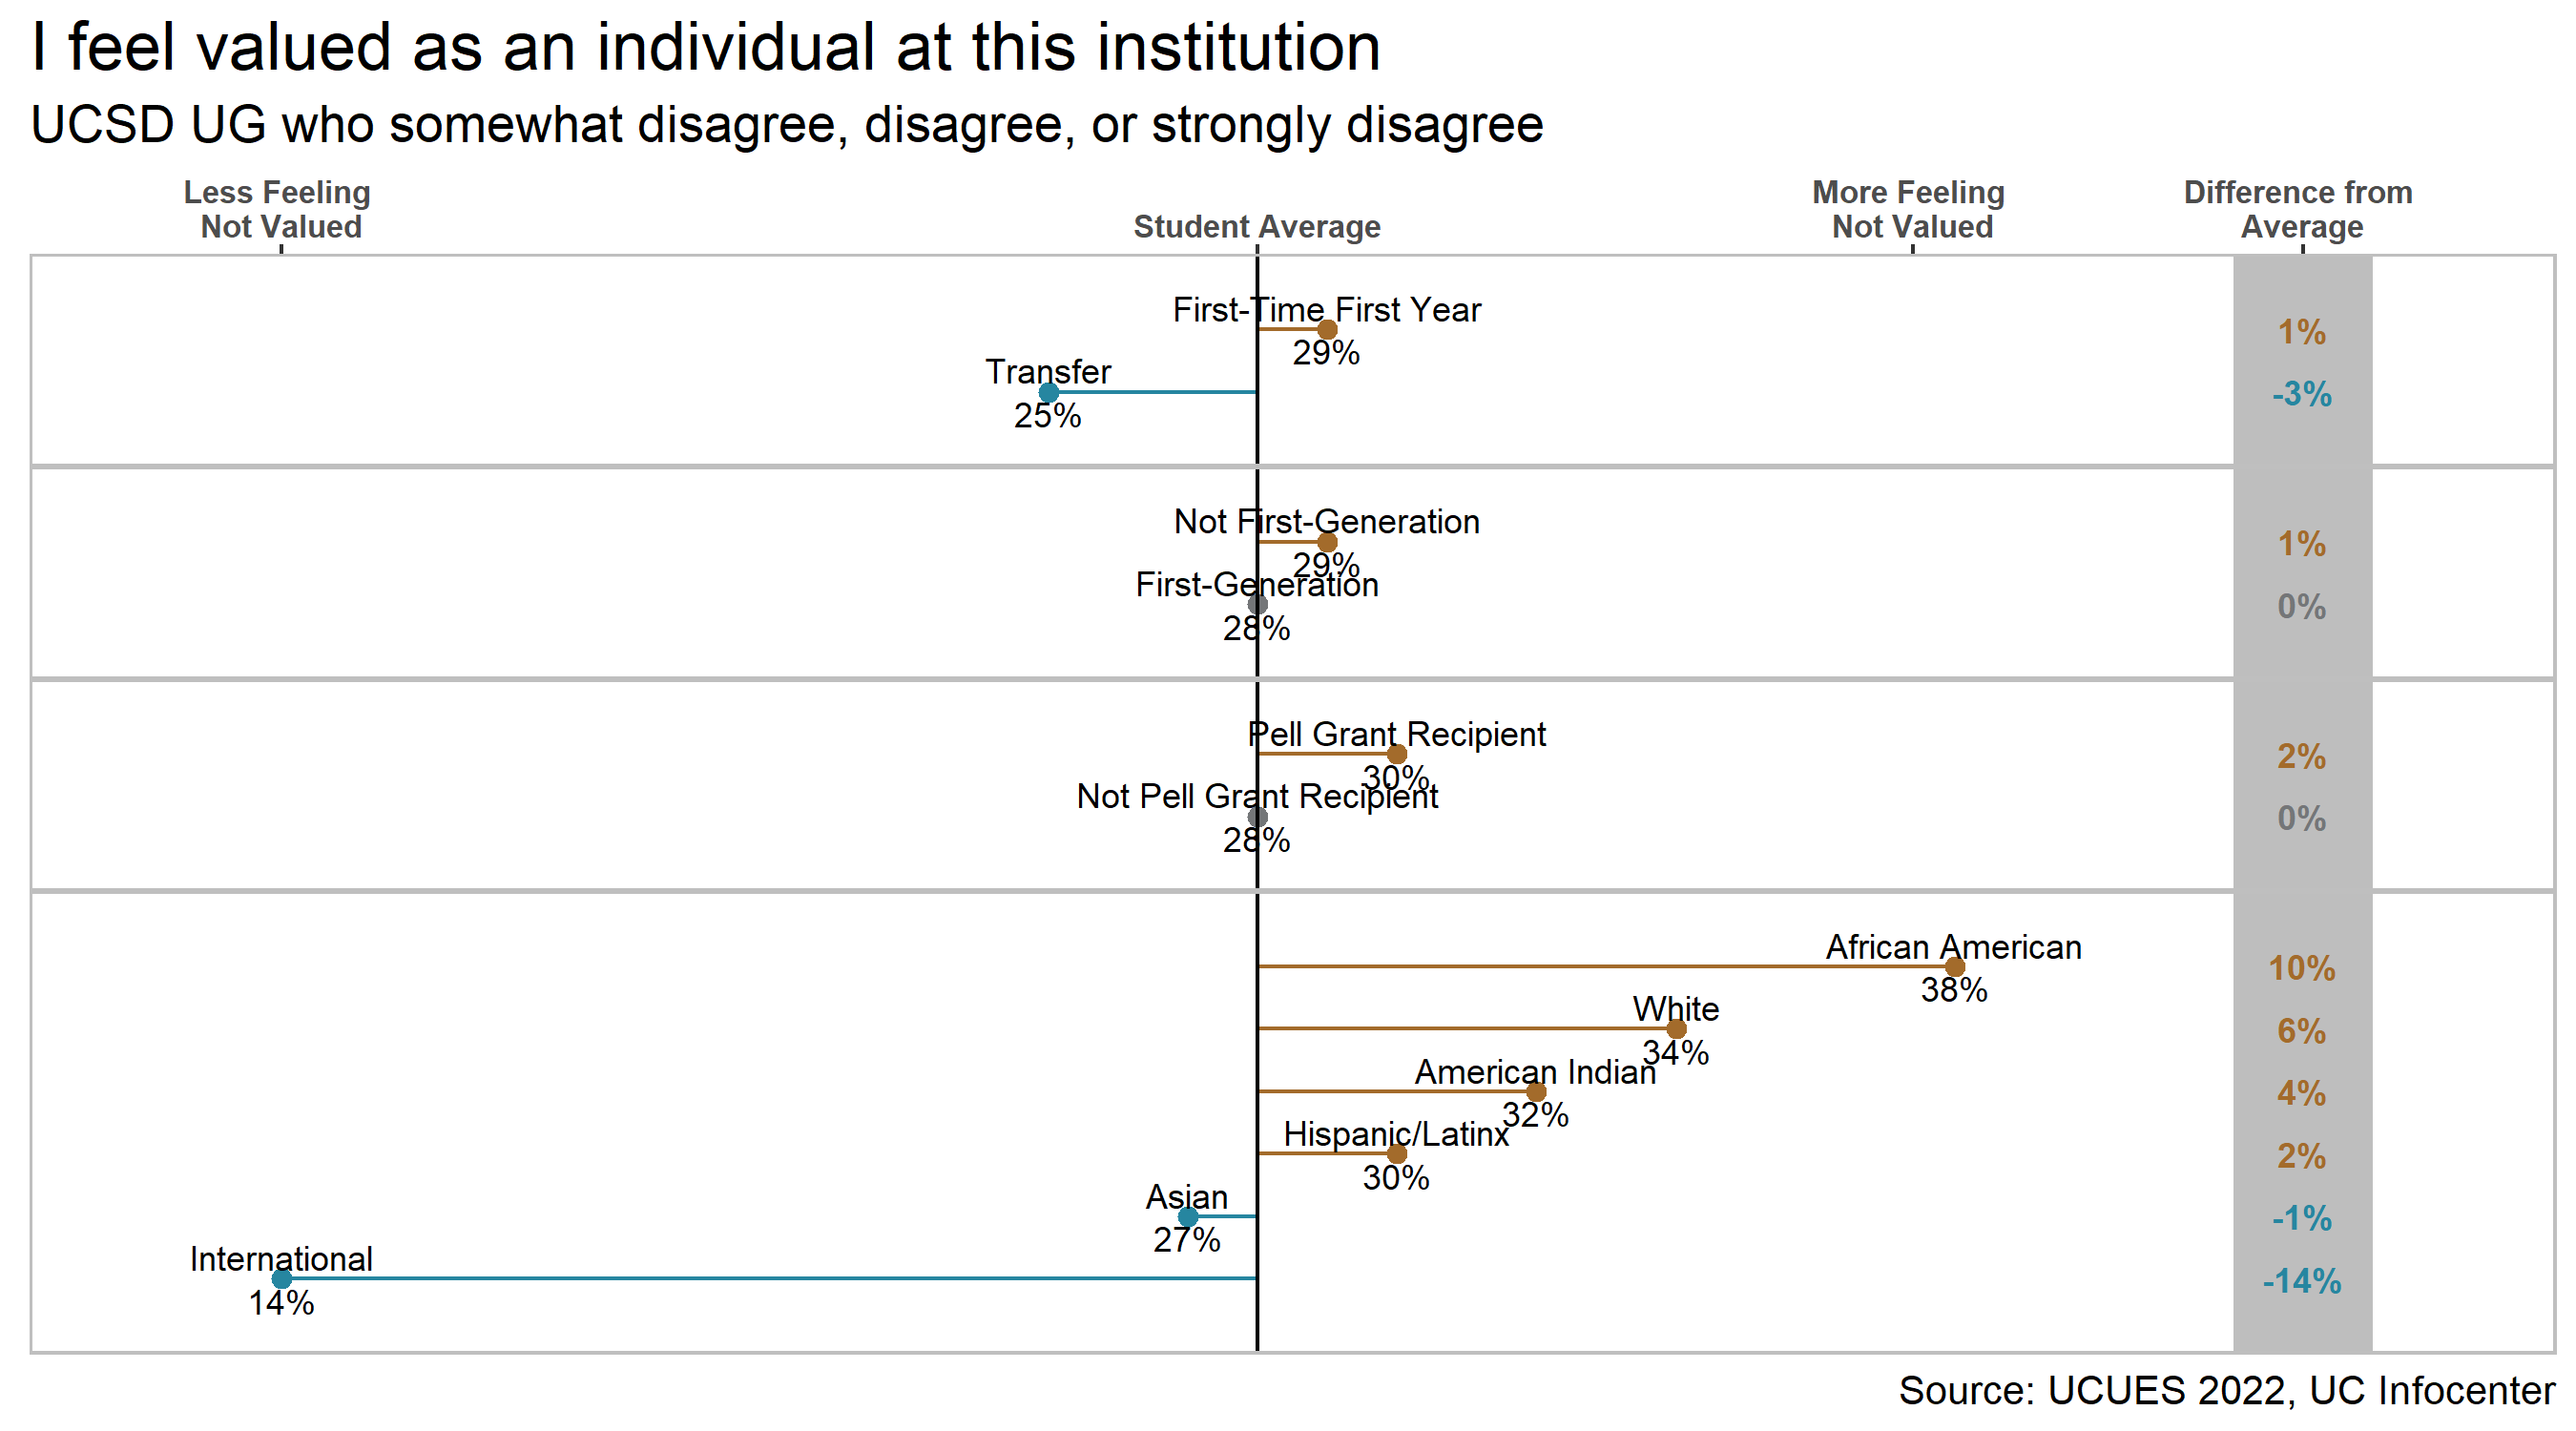 I feel valued as an individual at this institution
UCSD UG who somewhat disagree, disagree, or strongly disagree
Less Feeling
Not Valued
Student Average
More Feeling
Not Valued
Difference from
Average
First-Time First Year
29%
1%
Transfer
25%
-3%
Not First-Generation
29%
1%
First-Generation
28%
0%
Pell Grant Recipient
30%
2%
Not Pell Grant Recipient
28%
0%
African American
38%
10%
White
34%
6%
American Indian
32%
4%
Hispanic/Latinx
30%
2%
Asian
27%
-1%
International
14%
-14%
Source: UCUES 2022, UC Infocenter